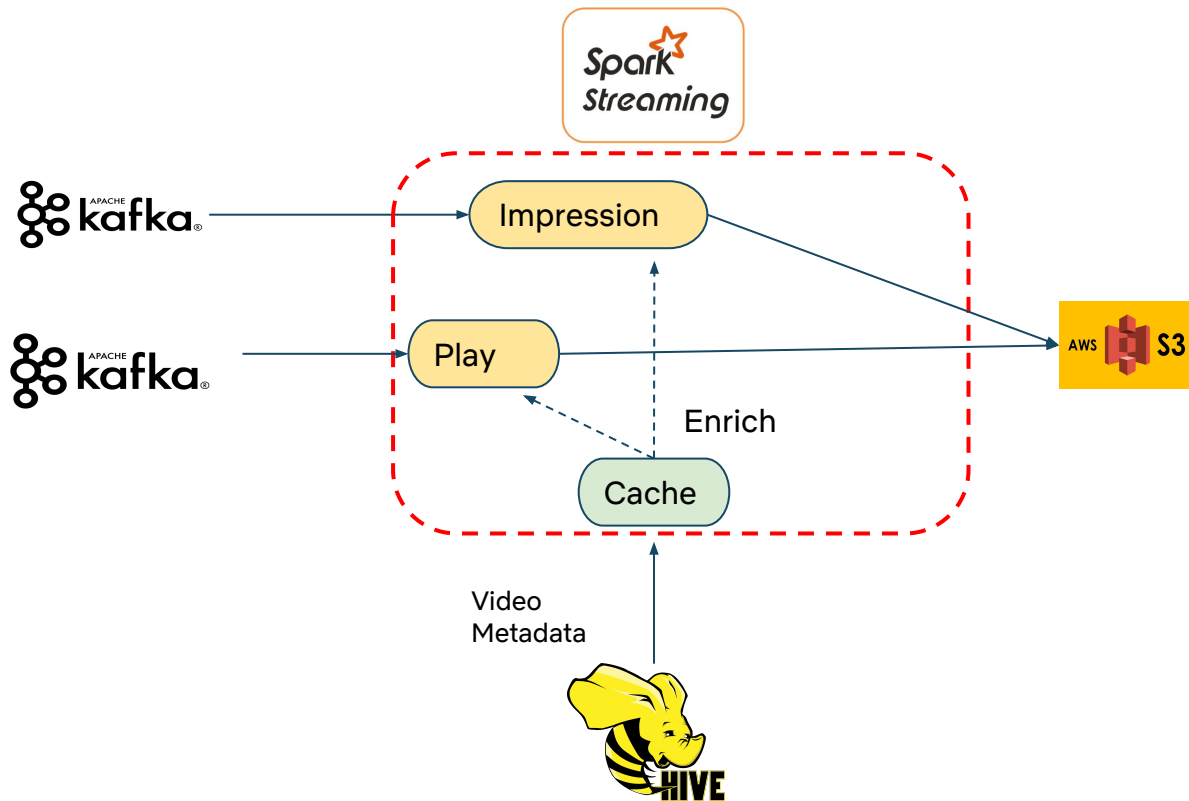 Spark
Streaming
APACHE
kafka®
Impression
APACHE
kafka®
Play
AWS S3
Enrich
Cache
Video
Metadata
HIVE